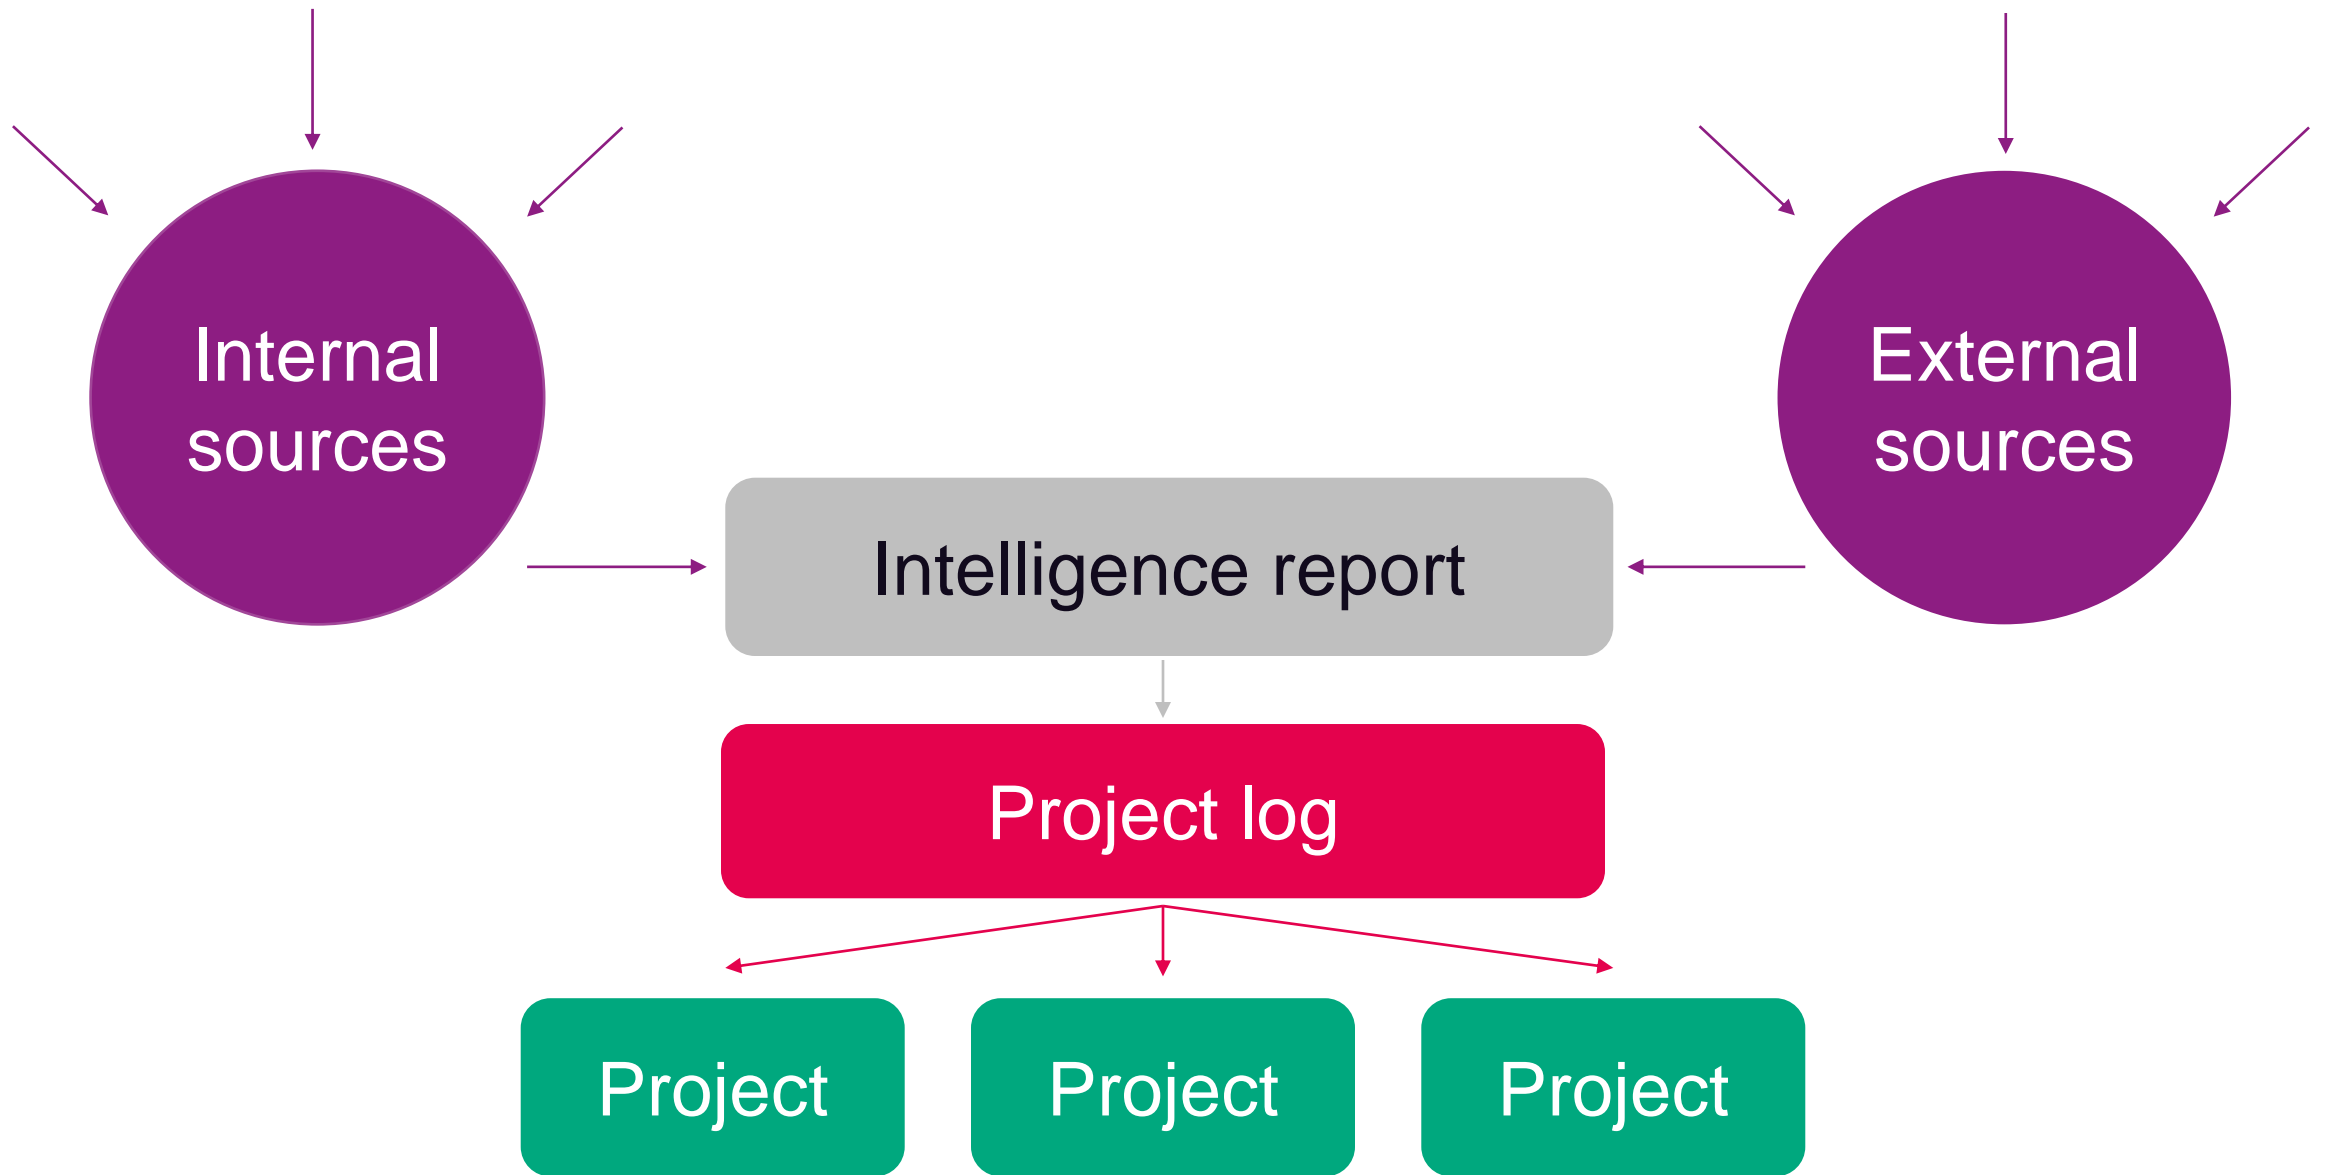 Internal
sources
External
sources
Intelligence report
Project log
Project
Project
Project